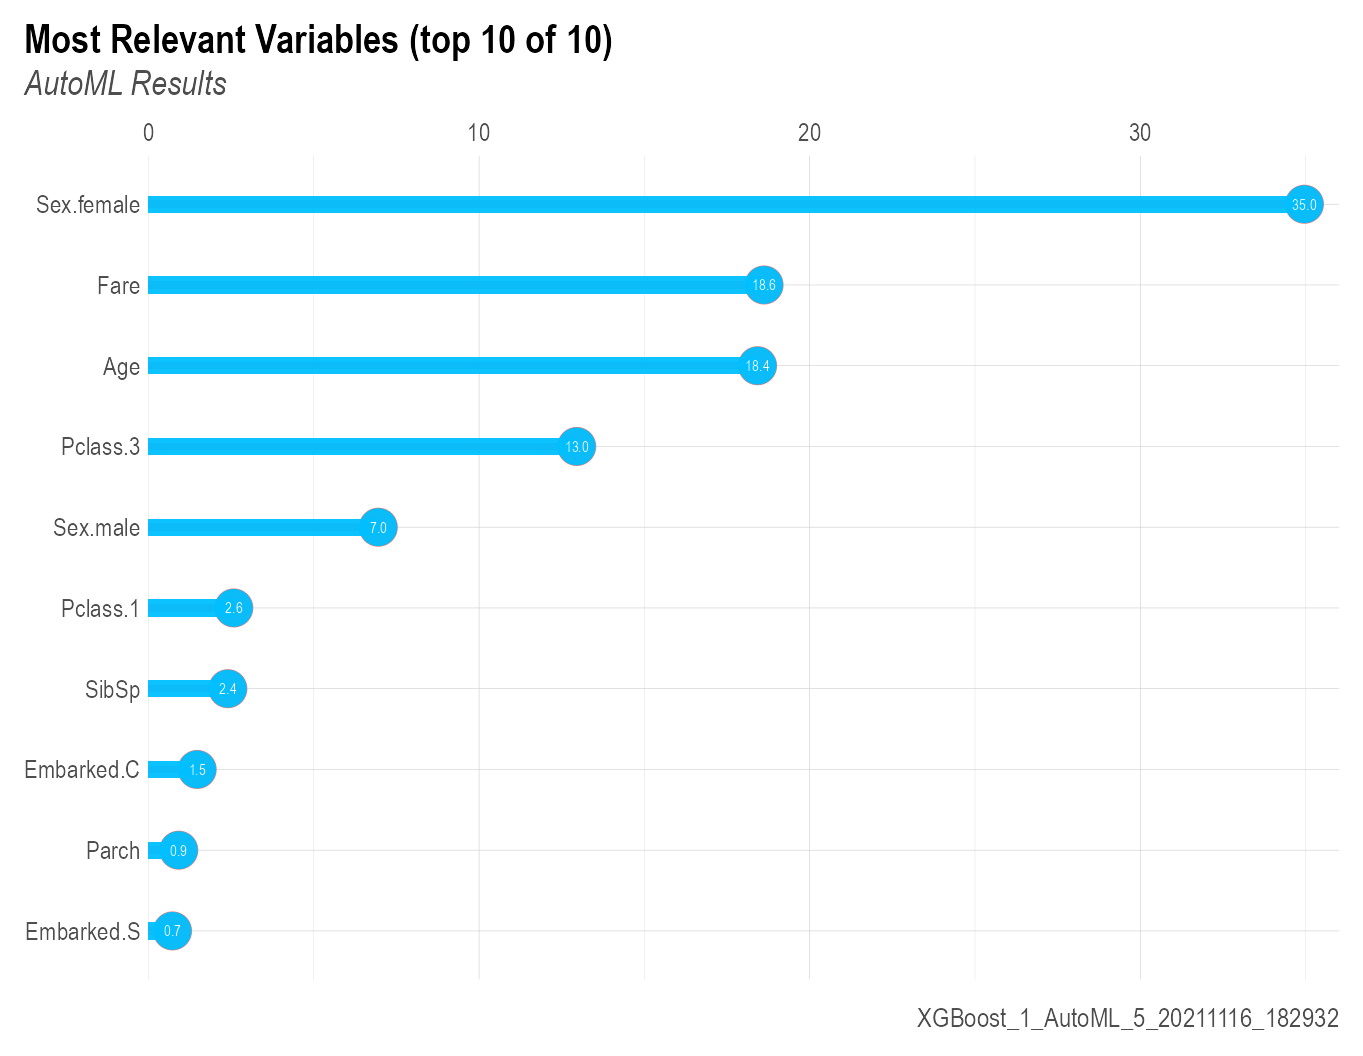 Most Relevant Variables (top 10 of 10)
AutoML Results
0 10 20 30
Sex.female 35.0
Fare 18.6
Age 18.4
Pclass.3 13.0
Sex.male 7.0
Pclass.1 2.6
SibSp 2.4
Embarked.C 1.5
Parch 0.9
Embarked.S 0.7
XGBoost_1_AutoML_5_20211116_182932